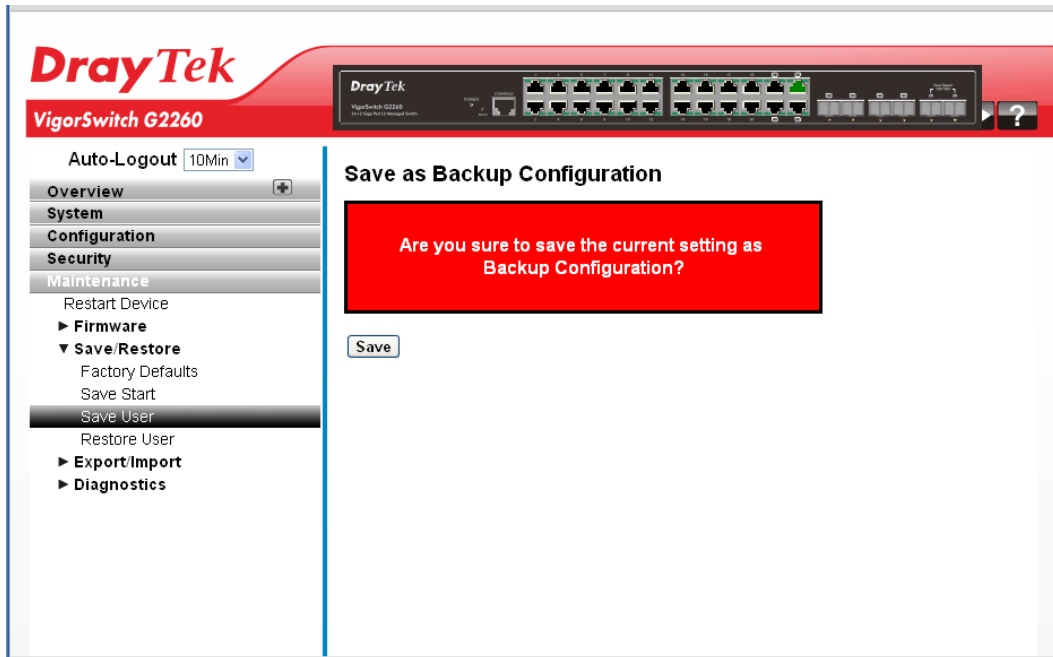 DrayTek
VigorSwitch G2260
DrayTek
VigorSwitch G2260
POWER
CONSOLE
?
Auto-Logout 10Min
Overview
System
Configuration
Security
Maintenance
Restart Device
► Firmware
▼ Save/Restore
Factory Defaults
Save Start
Save User
Restore User
► Export/Import
► Diagnostics
Save as Backup Configuration
Are you sure to save the current setting as
Backup Configuration?
Save